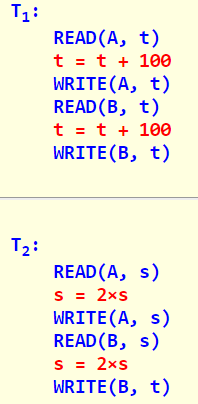 T₁:
READ(A, t)
t = t + 100
WRITE(A, t)
READ(B, t)
t = t + 100
WRITE(B, t)
T₂:
READ(A, s)
s = 2×s
WRITE(A, s)
READ(B, s)
s = 2×s
WRITE(B, t)